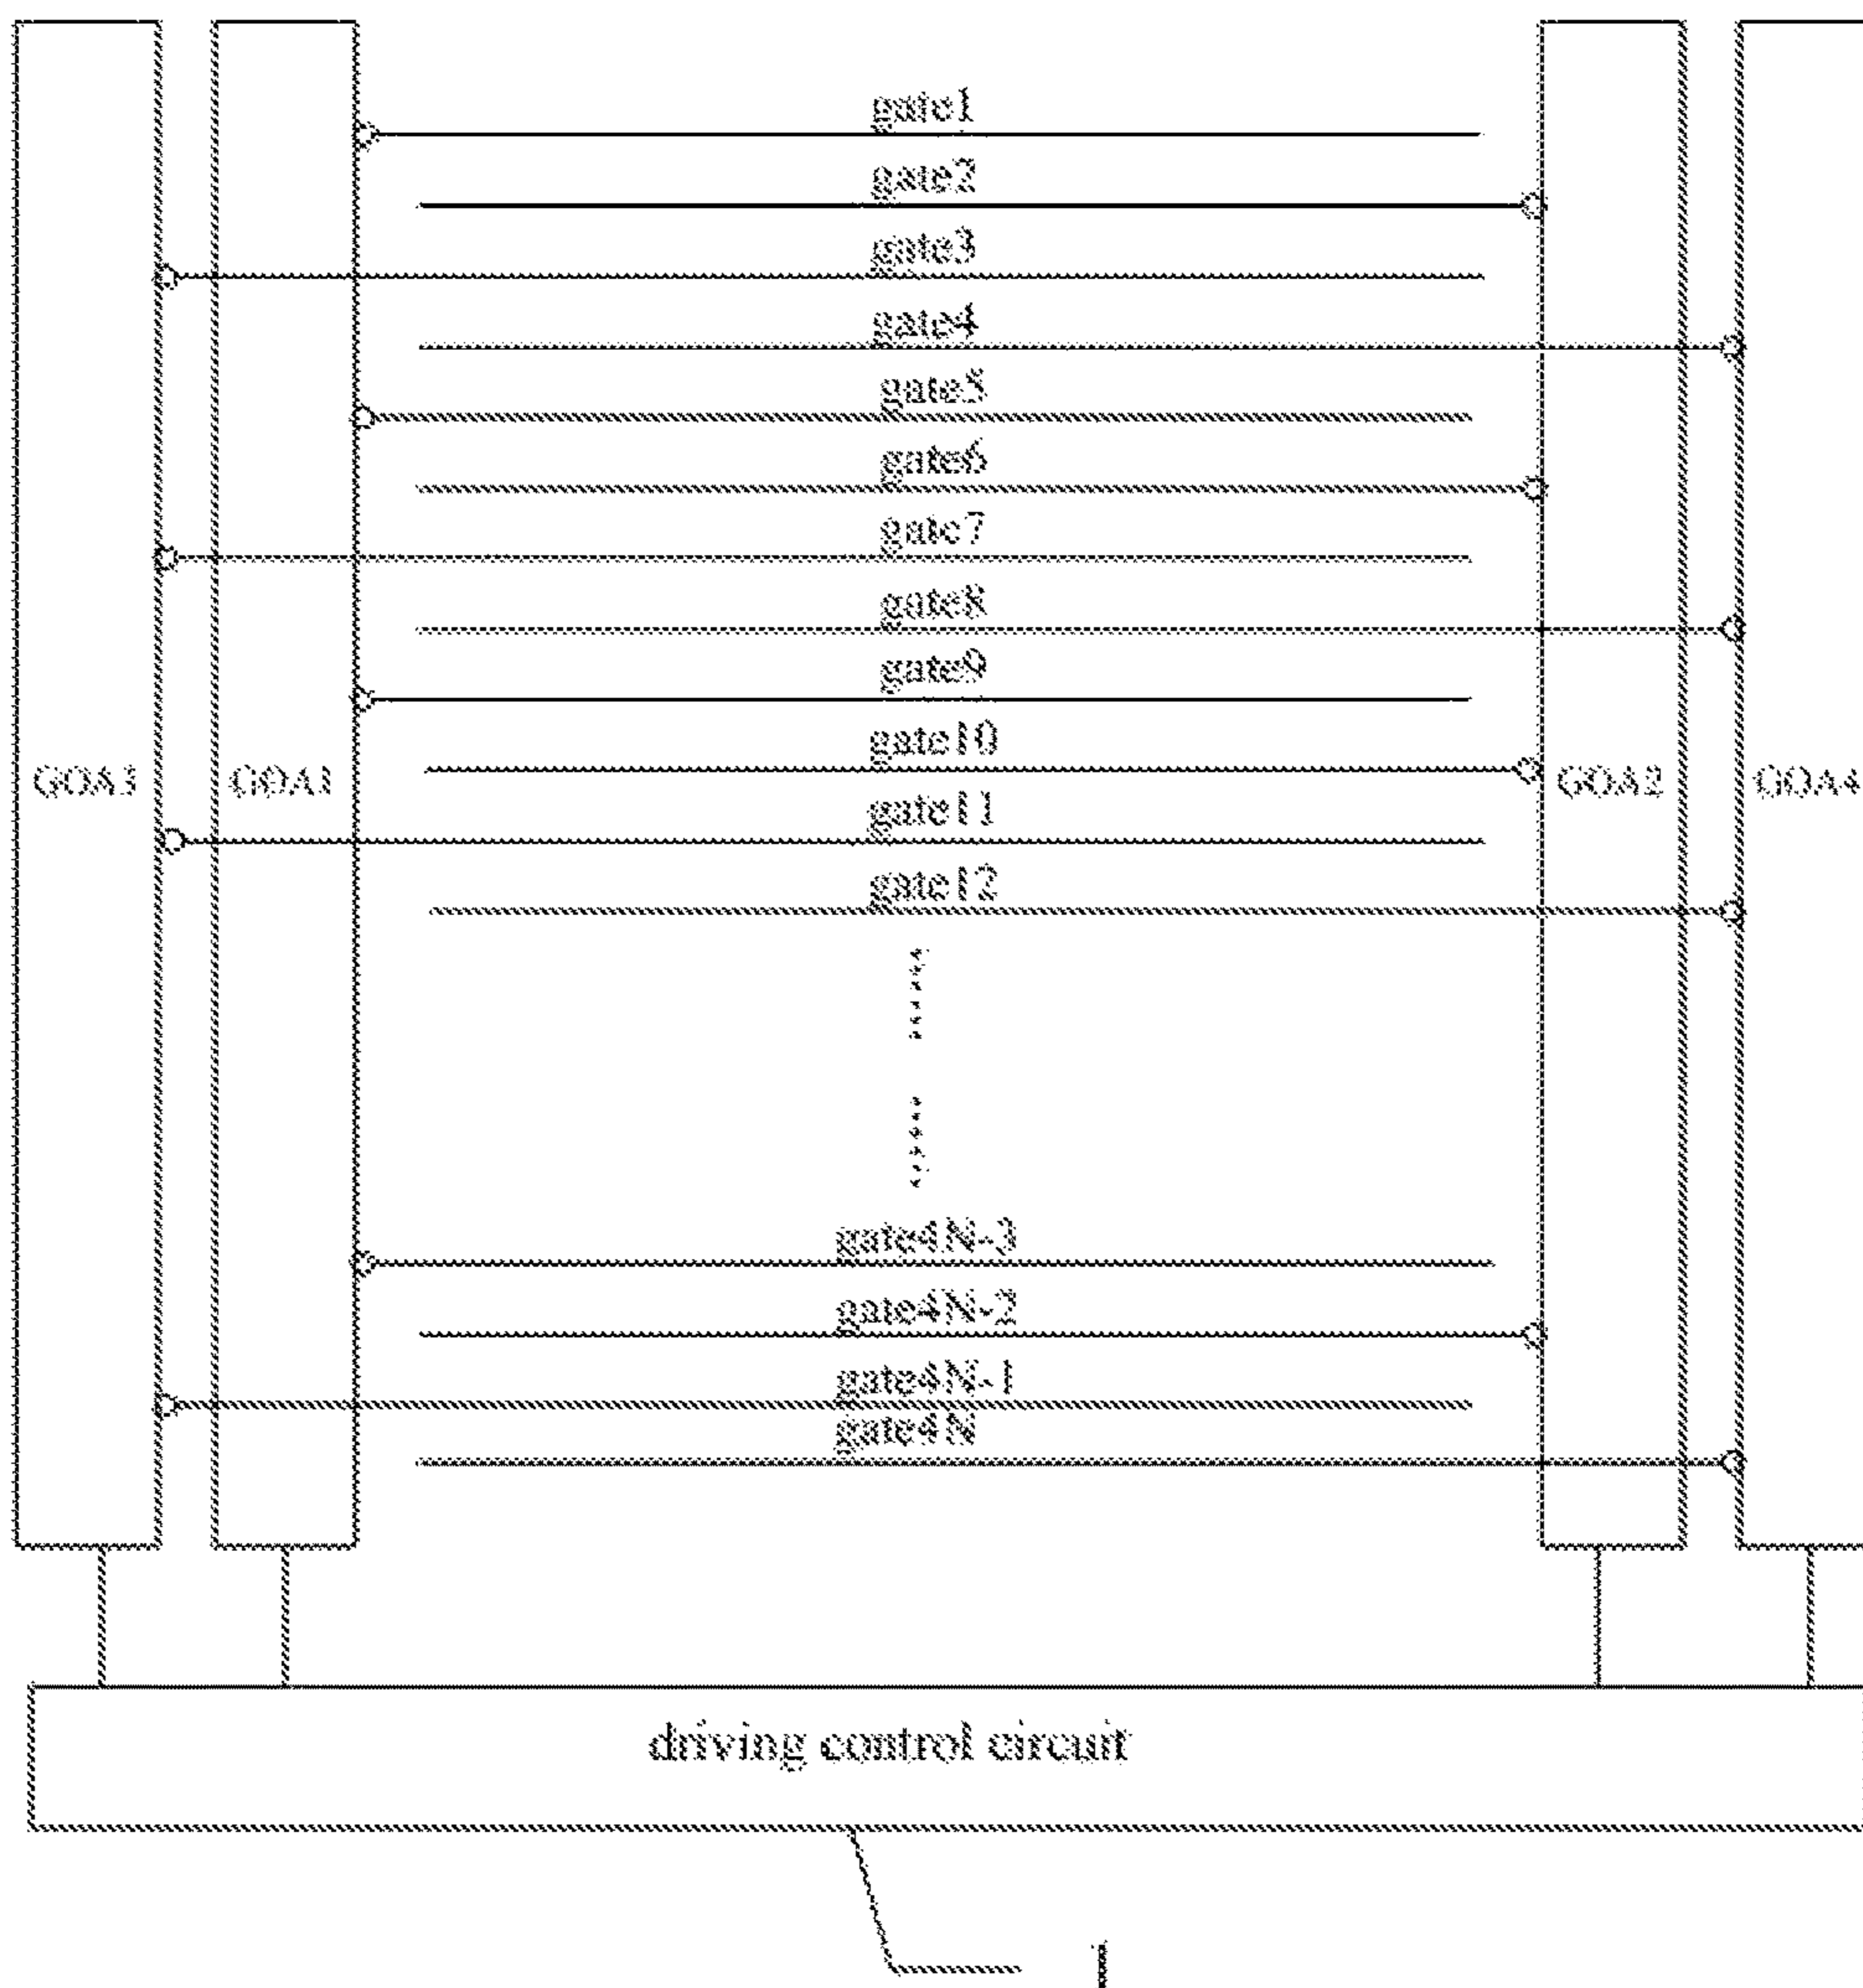 gate1
gate2
gate3
gate4
gate5
gate6
gate7
gate8
gate9
gate10
GOA3 GOA1 GOA2 GOA4
gate11
gate12
gate4N-3
gate4N-2
gate4N-1
gate4N
driving control circuit
1